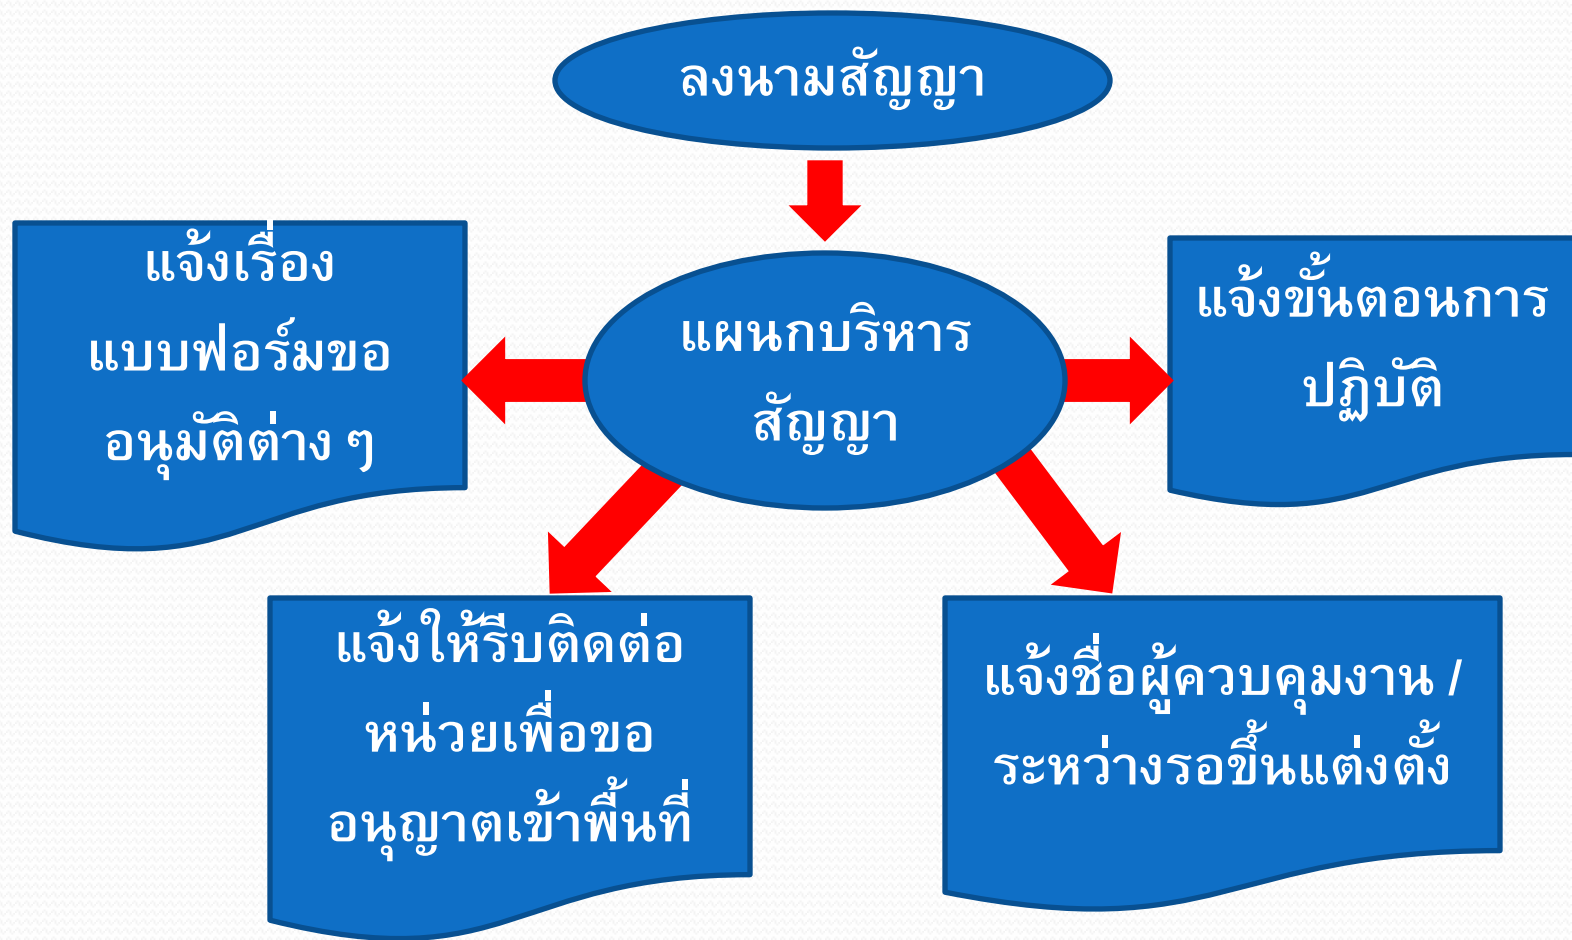 ลงนามสัญญา
แจ้งเรื่อง
แบบฟอร์มขอ
อนุมัติต่าง ๆ
แผนกบริหาร
สัญญา
แจ้งขั้นตอนการ
ปฏิบัติ
แจ้งให้รีบติดต่อ
หน่วยเพื่อขอ
อนุญาตเข้าพื้นที่
แจ้งชื่อผู้ควบคุมงาน /
ระหว่างรอขึ้นแต่งตั้ง